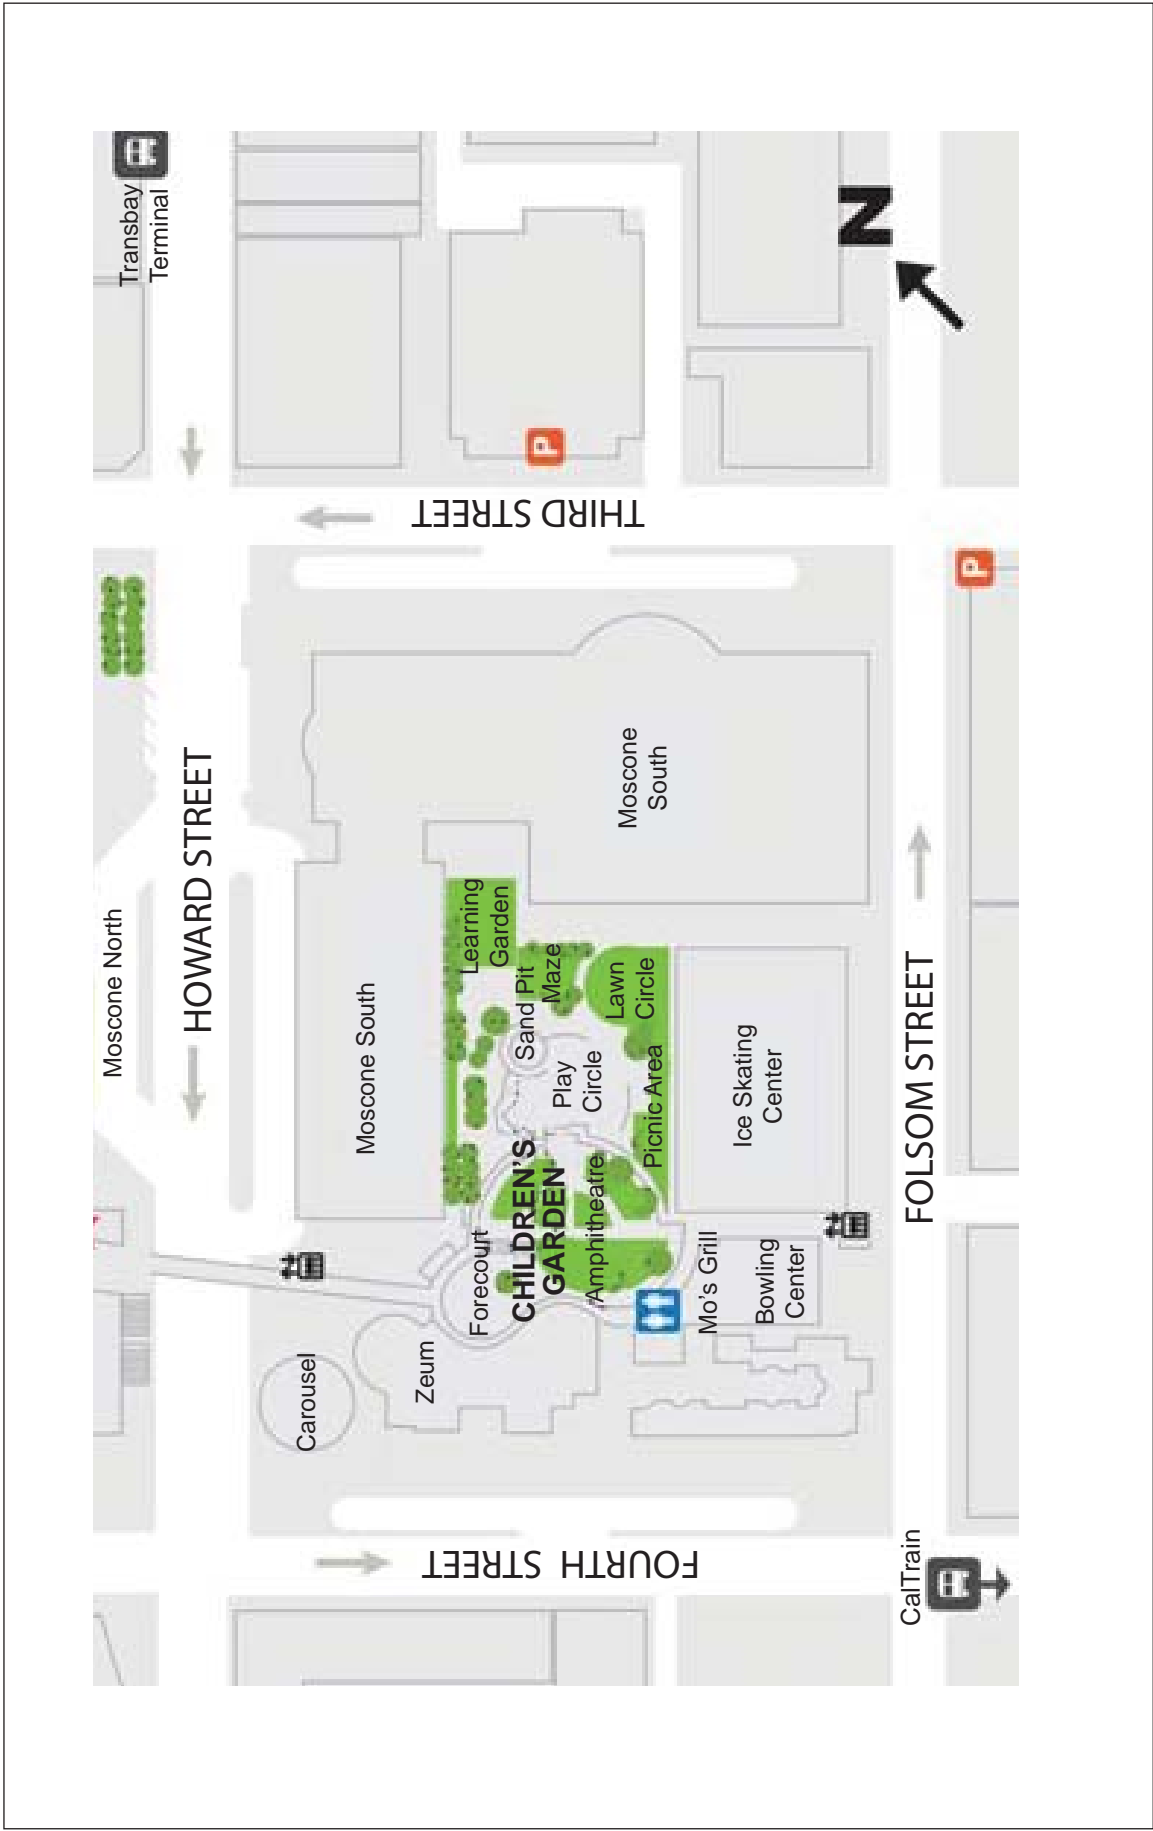 Transbay
Terminal
N
P
THIRD STREET
P
HOWARD STREET
Moscone North
Moscone
South
Moscone South
Learning
Garden
Sand Pit
Maze
Lawn
Circle
Play
Circle
Picnic Area
Ice Skating
Center
FOLSOM STREET
CHILDREN'S
GARDEN
Amphitheatre
Forecourt
Mo's Grill
Bowling
Center
Zeum
Carousel
FOURTH STREET
CalTrain